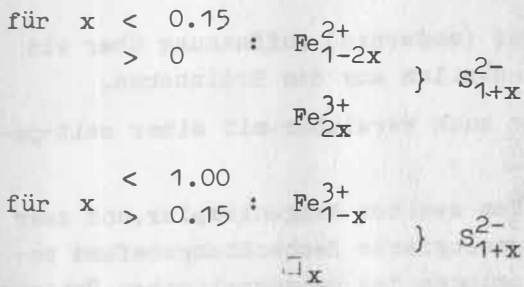 für x < 0.15
> 0 : Fe²⁺₁₋₂ₓ
} S²⁻₁₊ₓ
Fe³⁺₂ₓ
für x < 1.00
> 0.15 : Fe³⁺₁₋ₓ
} S²⁻₁₊ₓ
□ₓ